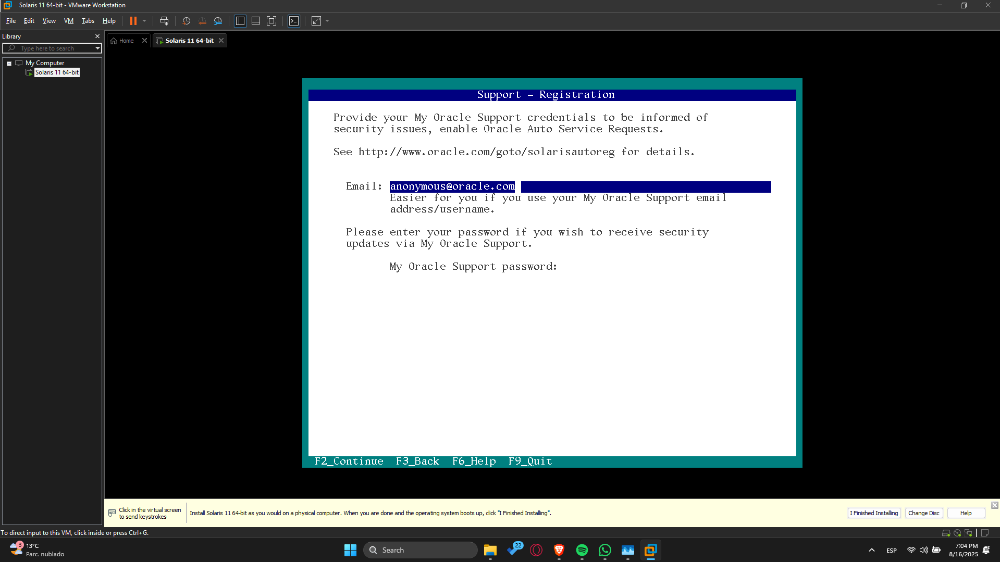 Solaris 11 64-bit - VMware Workstation
File Edit View VM Tabs Help
Library
Home
Solaris 11 64-bit
Type here to search
My Computer
Solaris 11 64-bit
Support - Registration
Provide your My Oracle Support credentials to be informed of
security issues, enable Oracle Auto Service Requests.
See http://www.oracle.com/goto/solarisautoreg for details.
Email: anonymous@oracle.com
Easier for you if you use your My Oracle Support email
address/username.
Please enter your password if you wish to receive security
updates via My Oracle Support.
My Oracle Support password:
F2_Continue F3_Back F6_Help F9_Quit
Click in the virtual screen
to send keystrokes
Install Solaris 11 64-bit as you would on a physical computer. When you are done and the operating system boots up, click "I Finished Installing".
I Finished Installing
Change Disc
Help
To direct input to this VM, click inside or press Ctrl+G.
3
13°C
Parc. nublado
Search
22
ESP
7:04 PM
8/16/2025